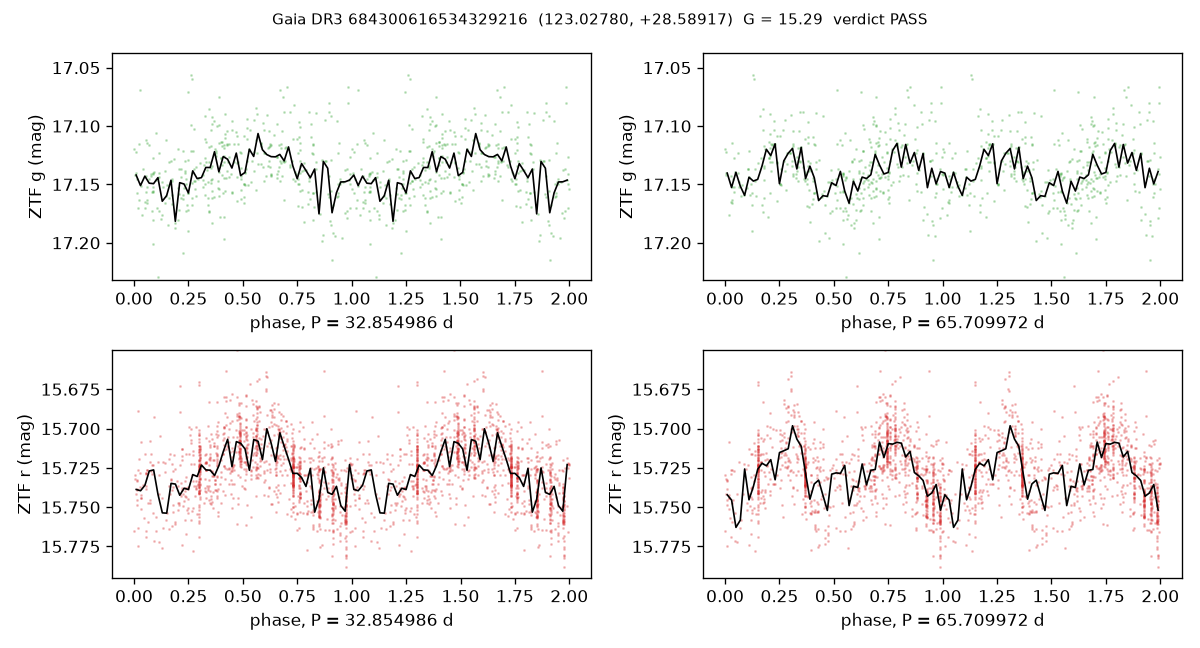 Gaia DR3 684300616534329216 (123.02780, +28.58917) G = 15.29 verdict PASS
17.05
17.10
17.15
17.20
ZTF g (mag)
0.00 0.25 0.50 0.75 1.00 1.25 1.50 1.75 2.00
phase, P = 32.854986 d
17.05
17.10
17.15
17.20
ZTF g (mag)
0.00 0.25 0.50 0.75 1.00 1.25 1.50 1.75 2.00
phase, P = 65.709972 d
15.675
15.700
15.725
15.750
15.775
ZTF r (mag)
0.00 0.25 0.50 0.75 1.00 1.25 1.50 1.75 2.00
phase, P = 32.854986 d
15.675
15.700
15.725
15.750
15.775
ZTF r (mag)
0.00 0.25 0.50 0.75 1.00 1.25 1.50 1.75 2.00
phase, P = 65.709972 d